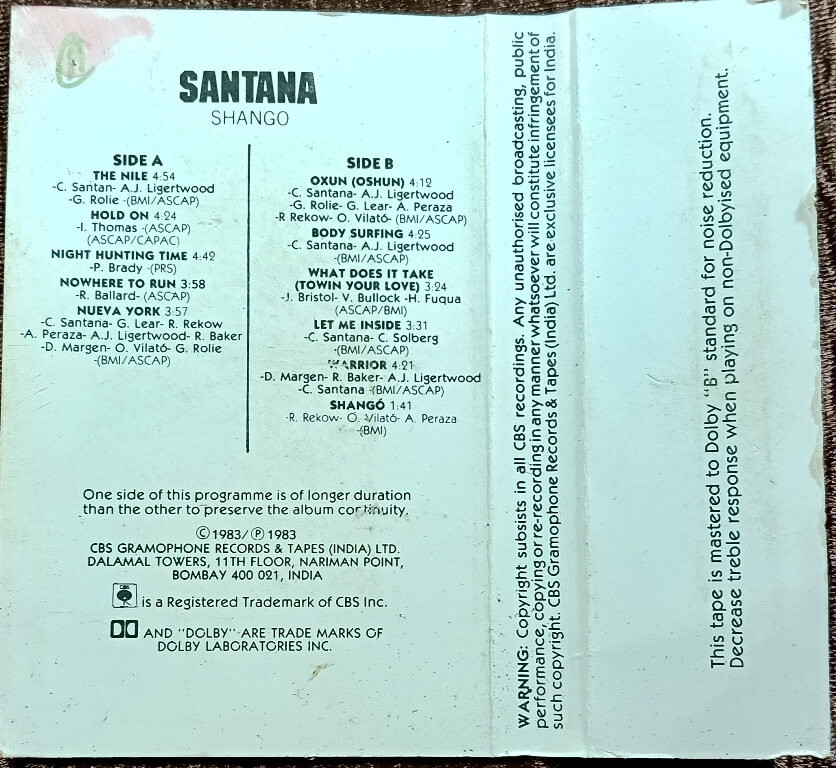 SANTANA
SHANGO
SIDE A
THE NILE 4:54
-C. Santan- A.J. Ligertwood
-G. Rolie -(BMI/ASCAP)
HOLD ON 4:24
-I. Thomas -(ASCAP)
(ASCAP/CAPAC)
NIGHT HUNTING TIME 4:42
-P. Brady -(PRS)
NOWHERE TO RUN 3:58
-R. Ballard- (ASCAP)
NUEVA YORK 3:57
-C. Santana- G. Lear- R. Rekow
-A. Peraza- A.J. Ligertwood- R. Baker
-D. Margen- O. Vilató- G. Rolie
-(BMI/ASCAP)
SIDE B
OXUN (OSHUN) 4:12
-C. Santana- A.J. Ligertwood
-G. Rolie- G. Lear- A. Peraza
-R Rekow- O. Vilató- (BMI/ASCAP)
BODY SURFING 4:25
-C. Santana- A.J. Ligertwood
-(BMI/ASCAP)
WHAT DOES IT TAKE
(TOWIN YOUR LOVE) 3:24
-J. Bristol- V. Bullock -H. Fuqua
(ASCAP/BMI)
LET ME INSIDE 3:31
-C. Santana- C. Solberg
-(BMI/ASCAP)
WARRIOR 4:21
-D. Margen- R. Baker- A.J. Ligertwood
-C. Santana -(BMI/ASCAP)
SHANGÓ 1:41
-R. Rekow- O. Vilató- A. Peraza
-(BMI)
One side of this programme is of longer duration
than the other to preserve the album continuity.
Ⓒ 1983/Ⓟ 1983
CBS GRAMOPHONE RECORDS & TAPES (INDIA) LTD.
DALAMAL TOWERS, 11TH FLOOR, NARIMAN POINT,
BOMBAY 400 021, INDIA
CBS is a Registered Trademark of CBS Inc.
AND "DOLBY" ARE TRADE MARKS OF
DOLBY LABORATORIES INC.
WARNING: Copyright subsists in all CBS recordings. Any unauthorised broadcasting, public
performance, copying or re-recording in any manner whatsoever will constitute infringement of
such copyright. CBS Gramophone Records & Tapes (India) Ltd. are exclusive licensees for India.
This tape is mastered to Dolby "B" standard for noise reduction.
Decrease treble response when playing on non-Dolbyised equipment.